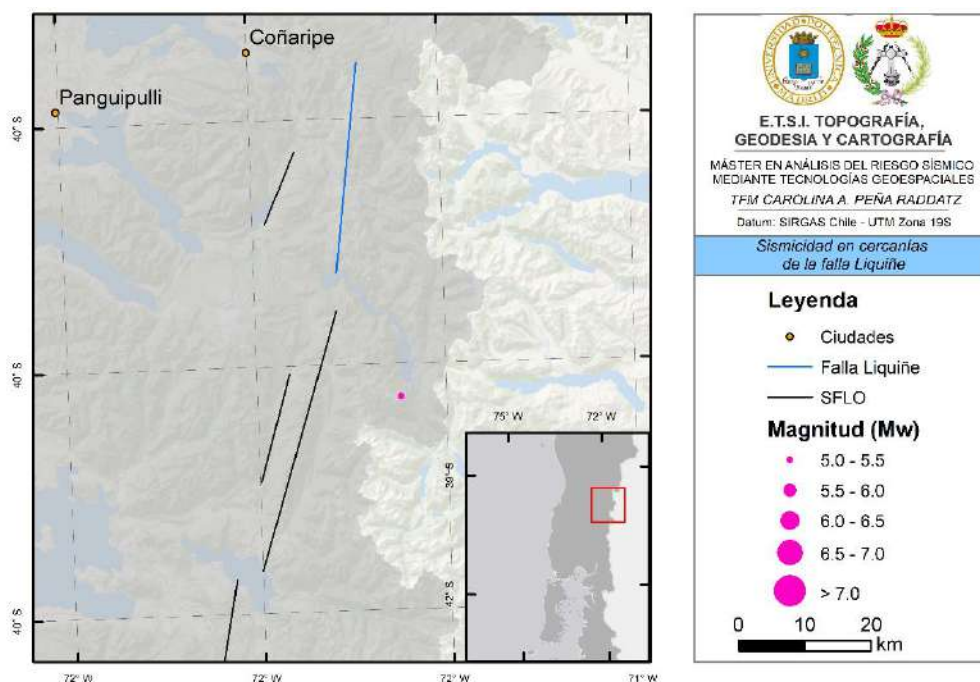 Coñaripe
Panguipulli
40° S
40° S
40° S
40° S
40° S
40° S
72° W
72° W
72° W
71° W
75° W
72° W
39° S
42° S
E.T.S.I. TOPOGRAFÍA,
GEODESIA Y CARTOGRAFÍA
MÁSTER EN ANÁLISIS DEL RIESGO SÍSMICO
MEDIANTE TECNOLOGÍAS GEOESPACIALES
TFM CAROLINA A. PEÑA RADDATZ
Datum: SIRGAS Chile - UTM Zona 19S
Sismicidad en cercanías
de la falla Liquiñe
Leyenda
Ciudades
Falla Liquiñe
SFLO
Magnitud (Mw)
5.0 - 5.5
5.5 - 6.0
6.0 - 6.5
6.5 - 7.0
> 7.0
0 10 20
km